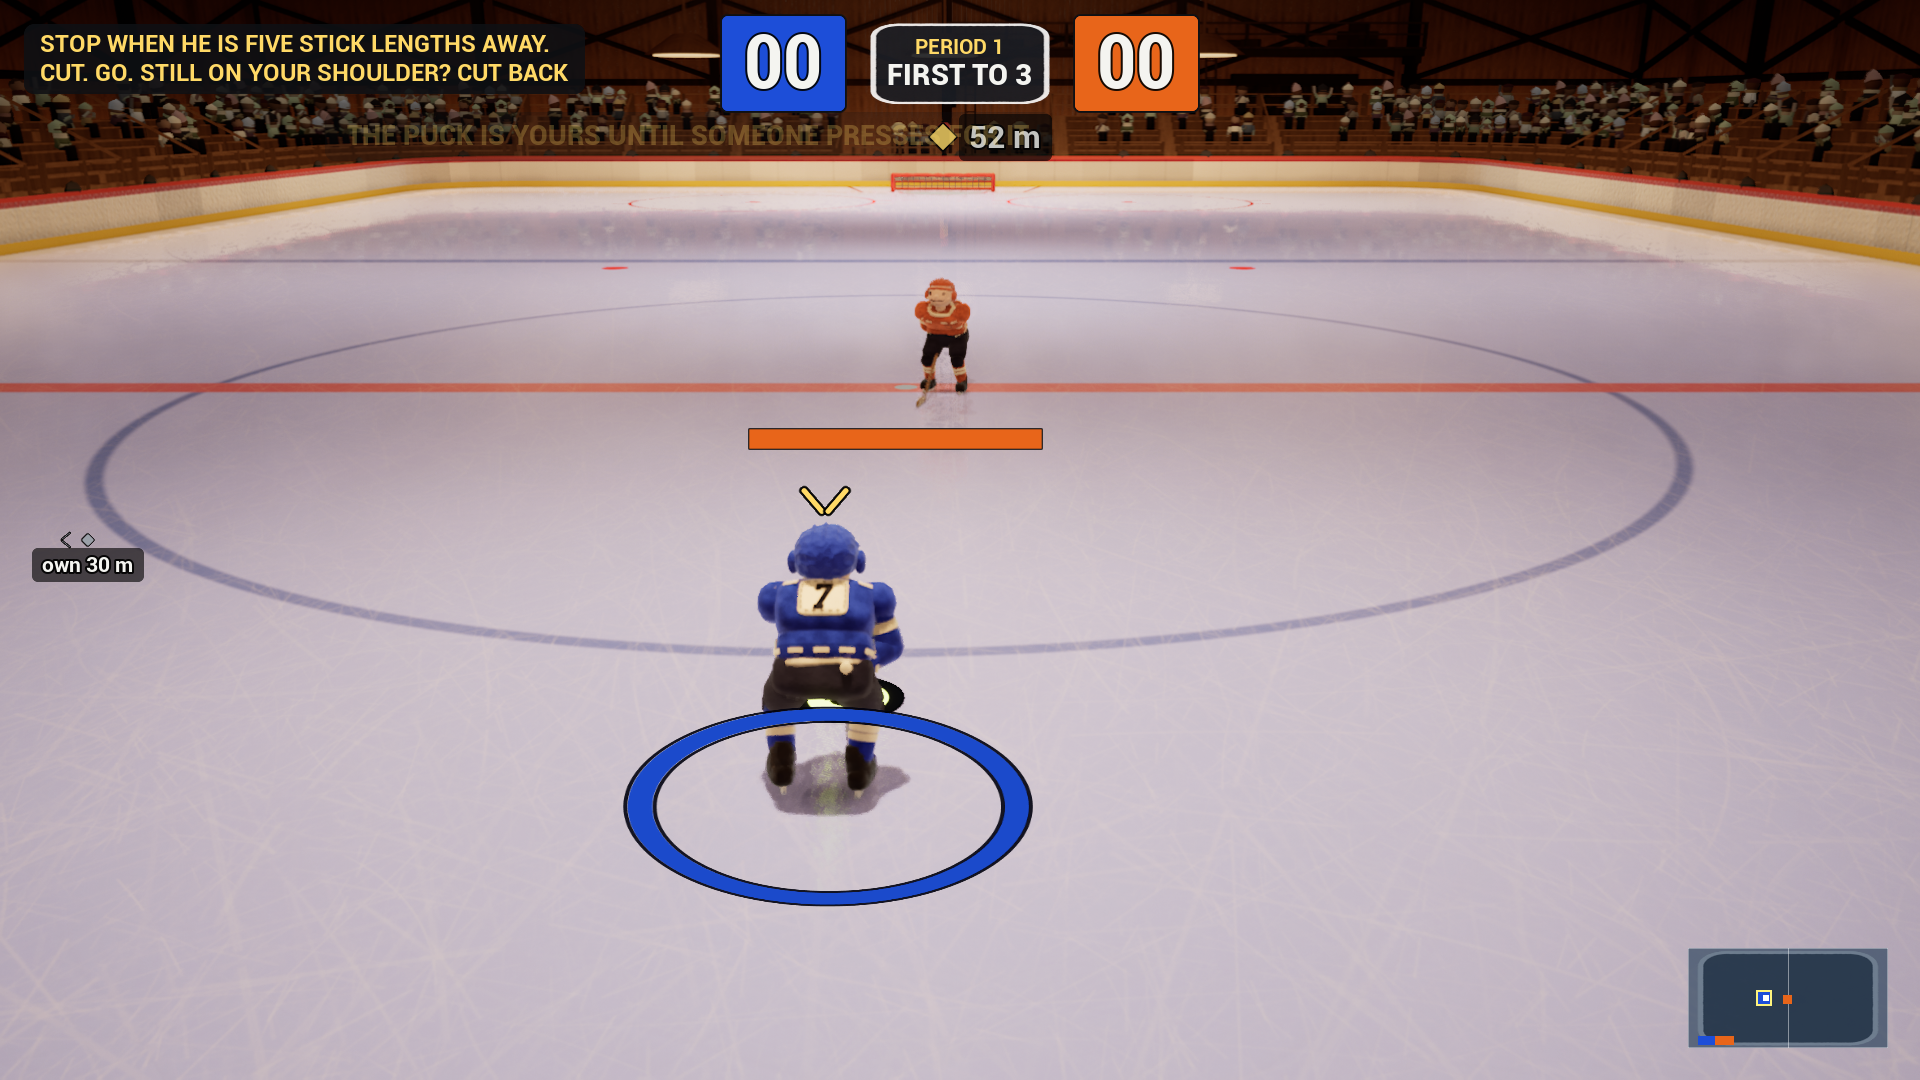 STOP WHEN HE IS FIVE STICK LENGTHS AWAY.
CUT. GO. STILL ON YOUR SHOULDER? CUT BACK
00
PERIOD 1
FIRST TO 3
00
THE PUCK IS YOURS UNTIL SOMEONE PRESSE
52 m
own 30 m
7